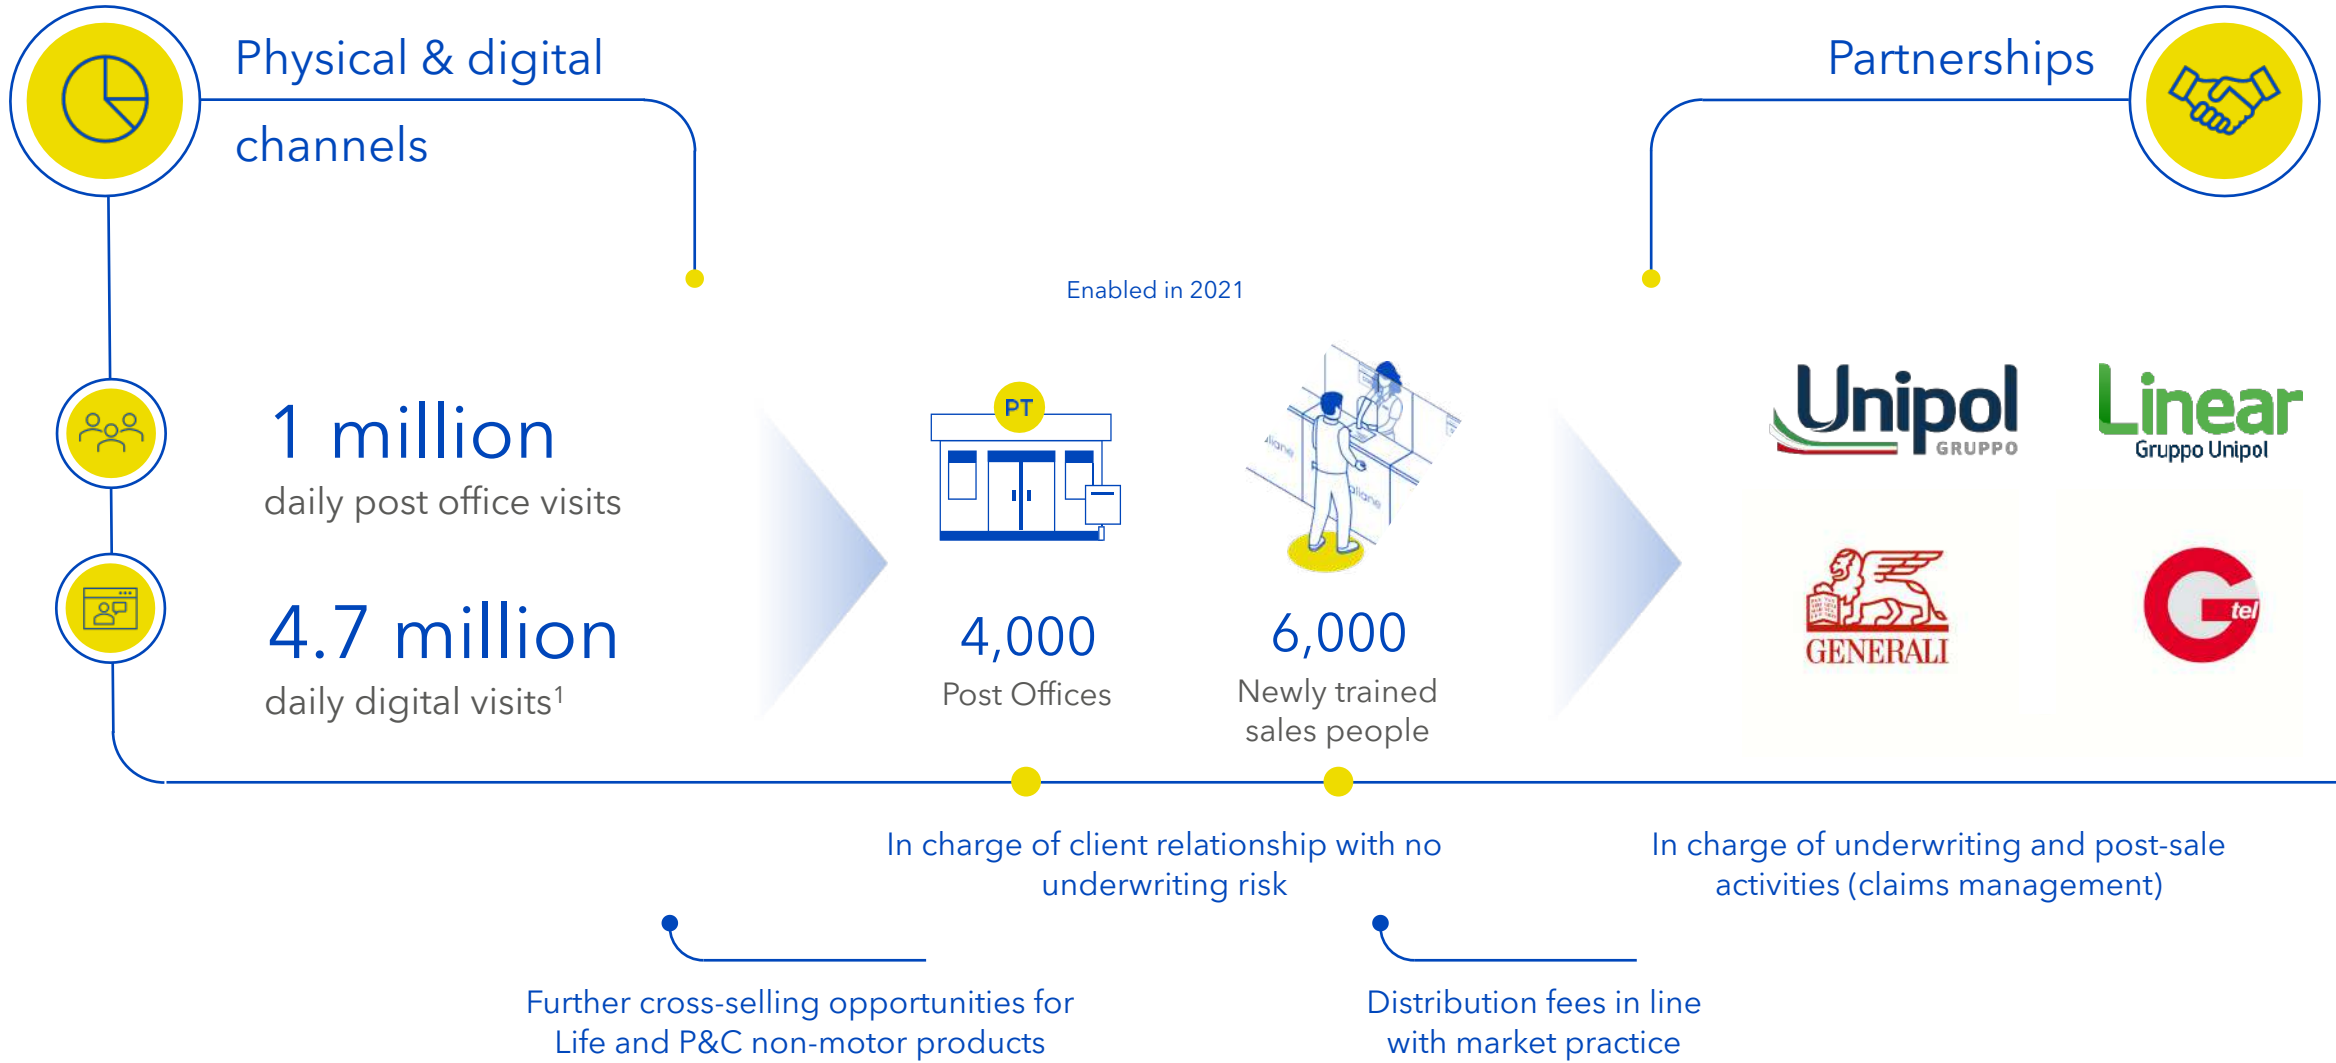 Physical & digital
channels
Partnerships
Enabled in 2021
1 million
daily post office visits
4.7 million
daily digital visits¹
PT
4,000
Post Offices
6,000
Newly trained
sales people
Unipol
GRUPPO
Linear
Gruppo Unipol
GENERALI
G
tel
In charge of client relationship with no
underwriting risk
In charge of underwriting and post-sale
activities (claims management)
Further cross-selling opportunities for
Life and P&C non-motor products
Distribution fees in line
with market practice